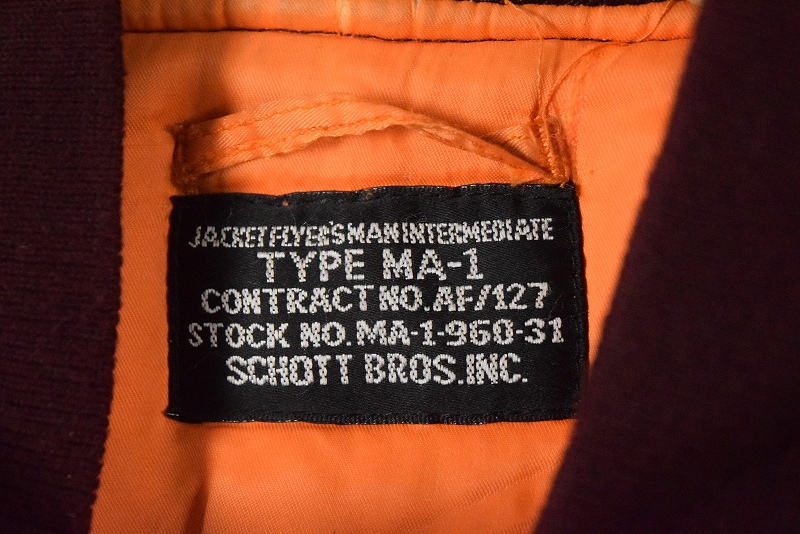 JACKET FLYER'S MAN INTERMEDIATE
TYPE MA-1
CONTRACT NO. AF/127
STOCK NO. MA-1-960-31
SCHOTT BROS. INC.